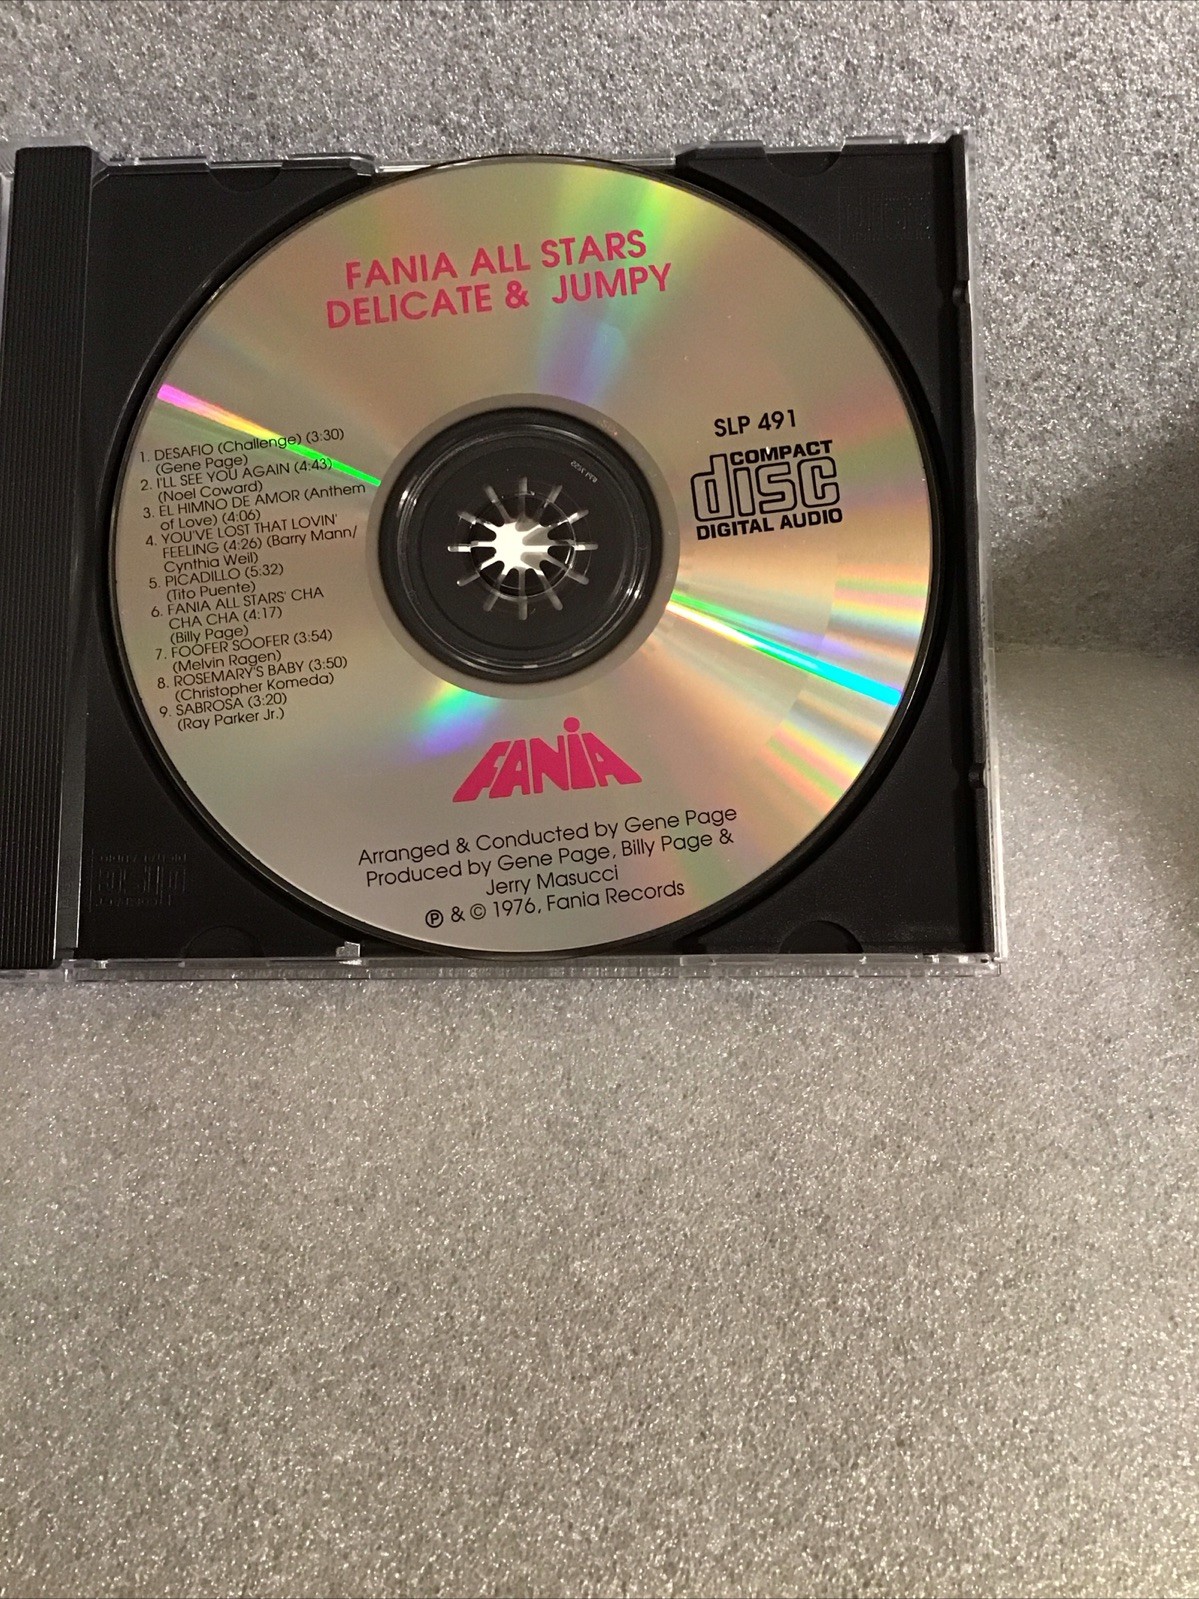 FANIA ALL STARS
DELICATE & JUMPY
1. DESAFIO (Challenge) (3:30)
(Gene Page)
2. I'LL SEE YOU AGAIN (4:43)
(Noel Coward)
3. EL HIMNO DE AMOR (Anthem
of Love) (4:06)
4. YOU'VE LOST THAT LOVIN'
FEELING (4:26) (Barry Mann/
Cynthia Weil)
5. PICADILLO (5:32)
(Tito Puente)
6. FANIA ALL STARS' CHA
CHA CHA (4:17)
(Billy Page)
7. FOOFER SOOFER (3:54)
(Melvin Ragen)
8. ROSEMARY'S BABY (3:50)
(Christopher Komeda)
9. SABROSA (3:20)
(Ray Parker Jr.)
SLP 491
COMPACT
disc
DIGITAL AUDIO
FANIA
Arranged & Conducted by Gene Page
Produced by Gene Page, Billy Page &
Jerry Masucci
℗ & © 1976, Fania Records